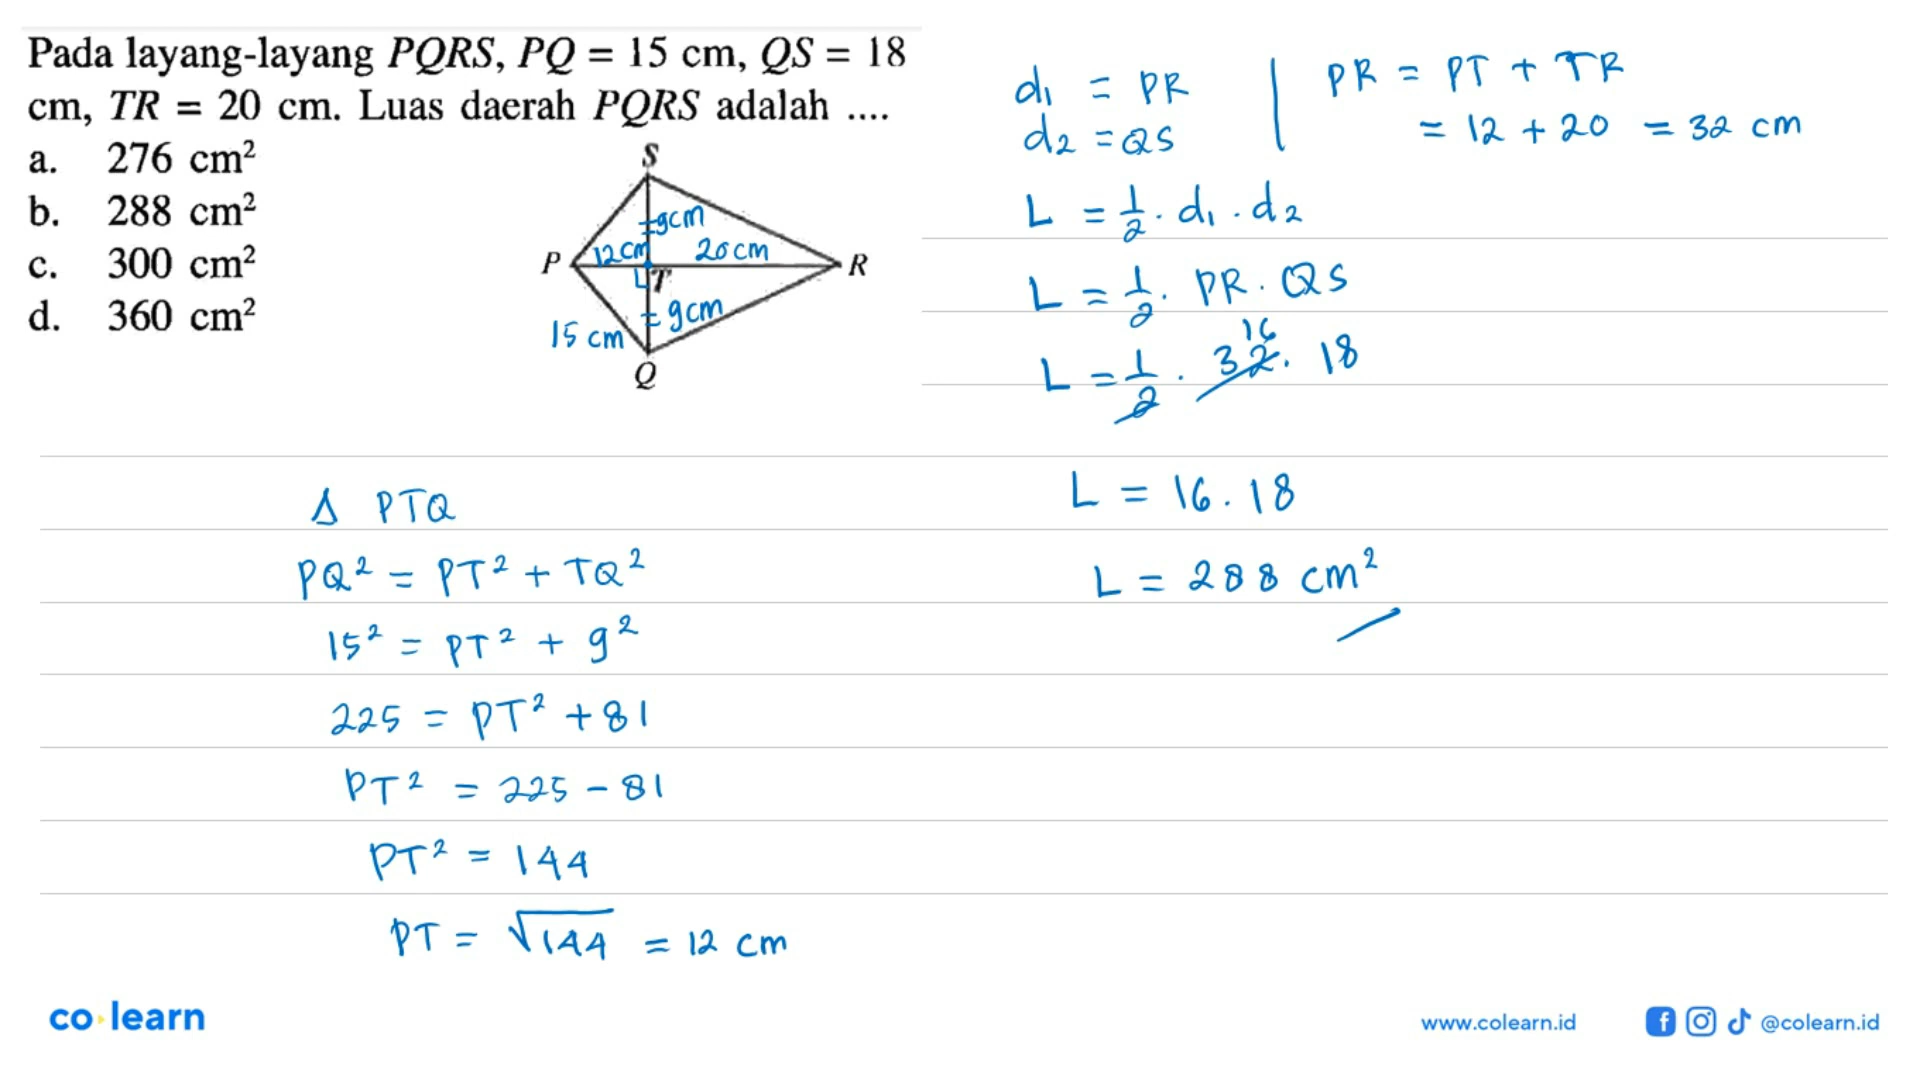 Pada layang-layang PQRS, PQ = 15 cm, QS = 18
cm, TR = 20 cm. Luas daerah PQRS adalah ....
a. 276 cm²
b. 288 cm²
c. 300 cm²
d. 360 cm²
S
9cm
P 12cm 20cm R
T
9cm
15 cm
Q
Δ PTQ
PQ² = PT² + TQ²
15² = PT² + 9²
225 = PT² + 81
PT² = 225 - 81
PT² = 144
PT = √144 = 12 cm
d₁ = PR
d₂ = QS
PR = PT + TR
= 12 + 20 = 32 cm
L = 1/2 . d₁ . d₂
L = 1/2 . PR . QS
16
L = 1/2 . 32 . 18
L = 16 . 18
L = 288 cm²
co learn
www.colearn.id
@colearn.id